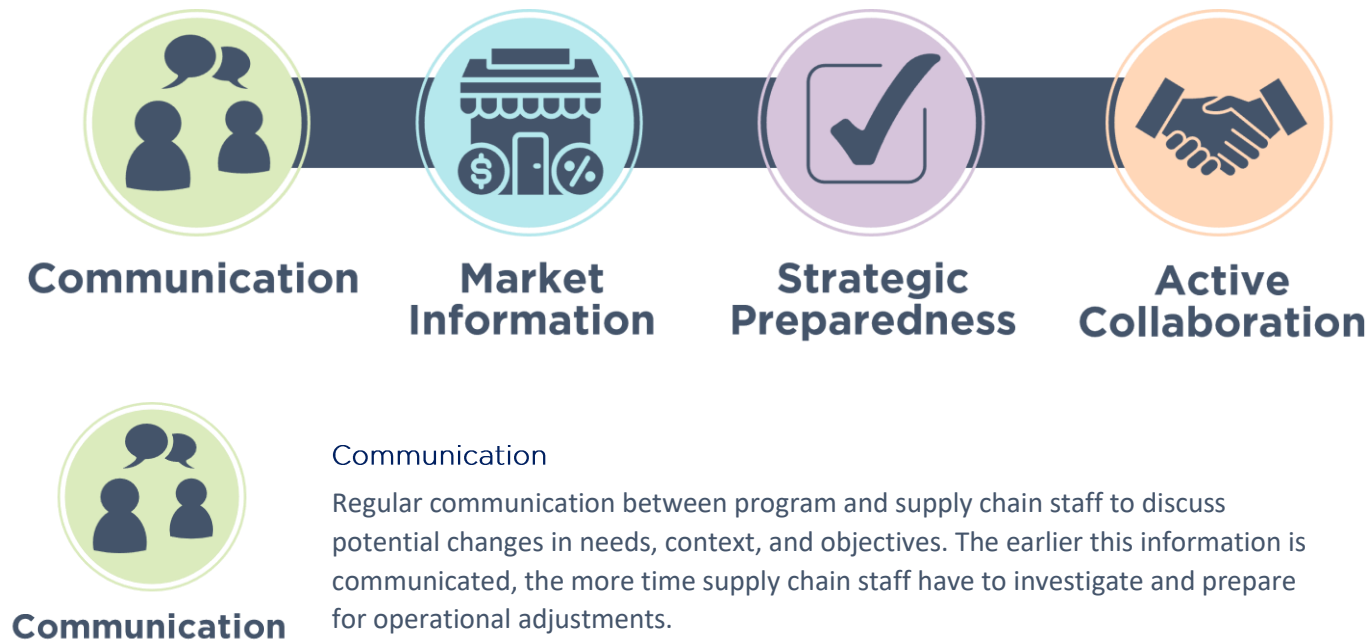 Communication
Market
Information
Strategic
Preparedness
Active
Collaboration
Communication
Communication
Regular communication between program and supply chain staff to discuss
potential changes in needs, context, and objectives. The earlier this information is
communicated, the more time supply chain staff have to investigate and prepare
for operational adjustments.